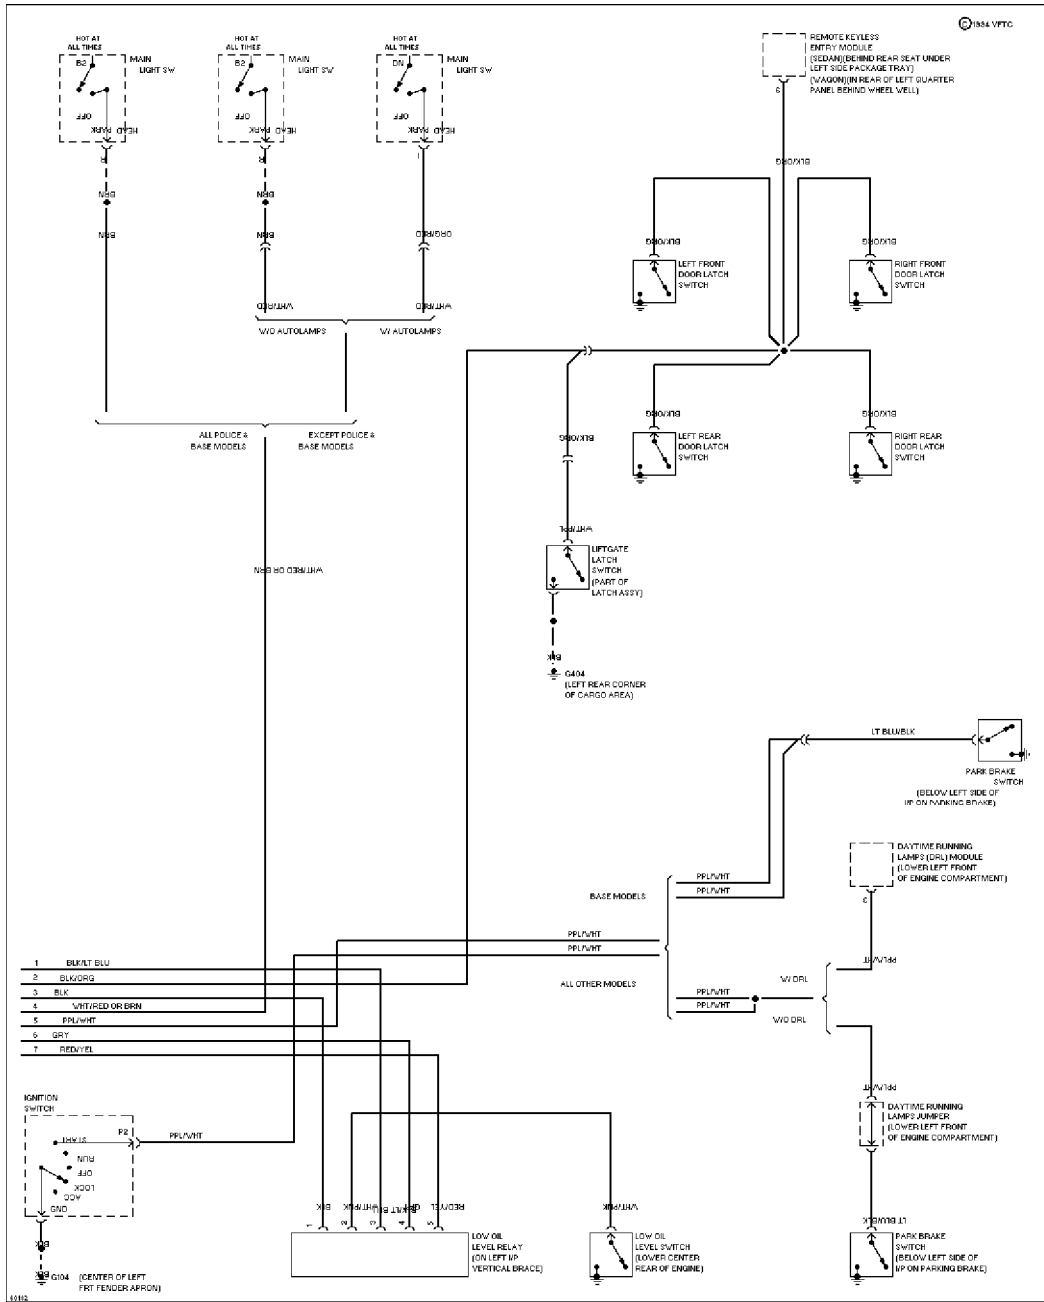 © 1994 VFTC
HOT AT
ALL TIMES
B2
MAIN
LIGHT SW
OFF
PARK
HEAD
R
BRN
BRN
HOT AT
ALL TIMES
B2
MAIN
LIGHT SW
OFF
PARK
HEAD
R
BRN
BRN
WHT/RED
W/O AUTOLAMPS
HOT AT
ALL TIMES
DN
MAIN
LIGHT SW
OFF
PARK
HEAD
I
ORG/RED
WHT/RED
W/ AUTOLAMPS
ALL POLICE &
BASE MODELS
EXCEPT POLICE &
BASE MODELS
WHT/RED OR BRN
REMOTE KEYLESS
ENTRY MODULE
(SEDAN)(BEHIND REAR SEAT UNDER
LEFT SIDE PACKAGE TRAY)
(WAGON)(IN REAR OF LEFT QUARTER
PANEL BEHIND WHEEL WELL)
BLK/ORG
BLK/ORG
LEFT FRONT
DOOR LATCH
SWITCH
BLK/ORG
RIGHT FRONT
DOOR LATCH
SWITCH
BLK/ORG
LEFT REAR
DOOR LATCH
SWITCH
BLK/ORG
RIGHT REAR
DOOR LATCH
SWITCH
BLK/ORG
WHT/PPL
LIFTGATE
LATCH
SWITCH
(PART OF
LATCH ASSY)
BLK
G404
(LEFT REAR CORNER
OF CARGO AREA)
LT BLU/BLK
PARK BRAKE
SWITCH
(BELOW LEFT SIDE OF
I/P ON PARKING BRAKE)
DAYTIME RUNNING
LAMPS (DRL) MODULE
(LOWER LEFT FRONT
OF ENGINE COMPARTMENT)
PPL/WHT
PPL/WHT
BASE MODELS
PPL/WHT
PPL/WHT
ALL OTHER MODELS
PPL/WHT
PPL/WHT
W/ DRL
W/O DRL
PPL/WHT
PPL/WHT
DAYTIME RUNNING
LAMPS JUMPER
(LOWER LEFT FRONT
OF ENGINE COMPARTMENT)
LT BLU/BLK
PARK BRAKE
SWITCH
(BELOW LEFT SIDE OF
I/P ON PARKING BRAKE)
1 BLK/LT BLU
2 BLK/ORG
3 BLK
4 WHT/RED OR BRN
5 PPL/WHT
6 GRY
7 RED/YEL
IGNITION
SWITCH
P2
PPL/WHT
START
RUN
OFF
LOCK
ACC
GND
BLK
BLK
G104 (CENTER OF LEFT
FRT FENDER APRON)
BLK
WHT/PNK
BLK/LT BLU
GRY
RED/YEL
1 2 3 4 5
LOW OIL
LEVEL RELAY
(ON LEFT I/P
VERTICAL BRACE)
WHT/PNK
LOW OIL
LEVEL SWITCH
(LOWER CENTER
REAR OF ENGINE)